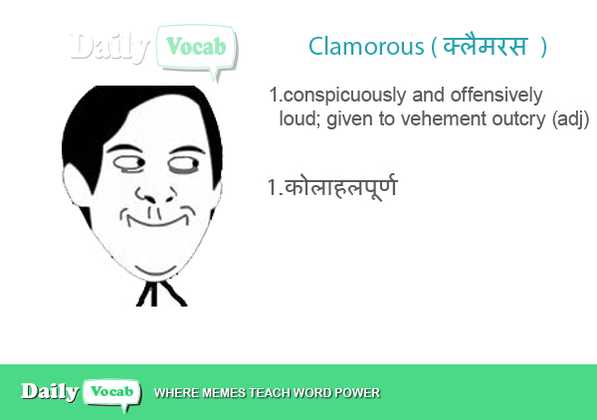 Daily Vocab
Clamorous ( क्लैमरस )
1.conspicuously and offensively
loud; given to vehement outcry (adj)
1.कोलाहलपूर्ण
Daily Vocab WHERE MEMES TEACH WORD POWER